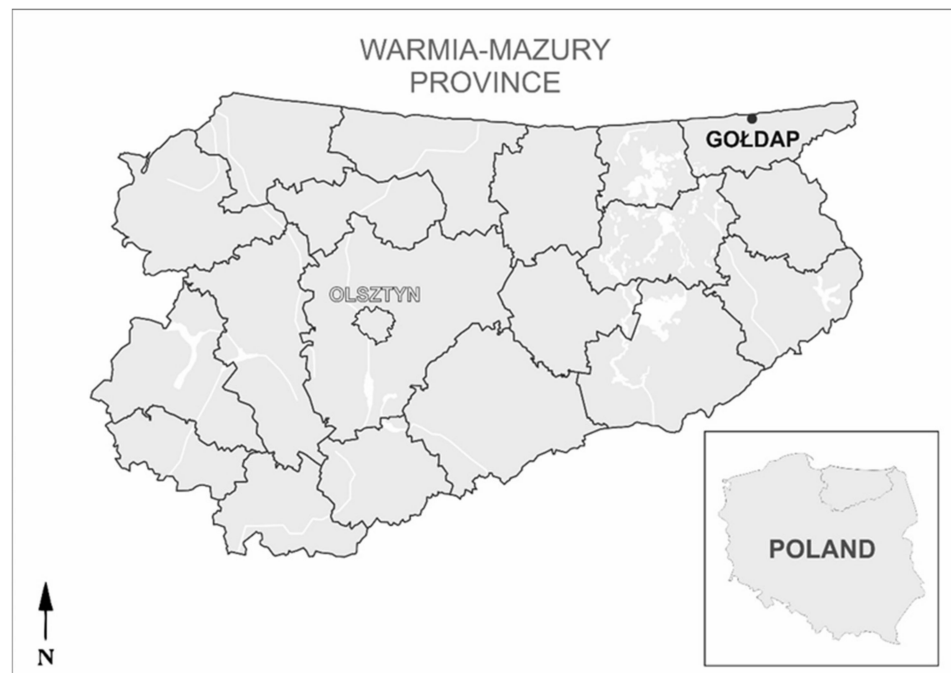 WARMIA-MAZURY
PROVINCE
GOŁDAP
OLSZTYN
POLAND
N